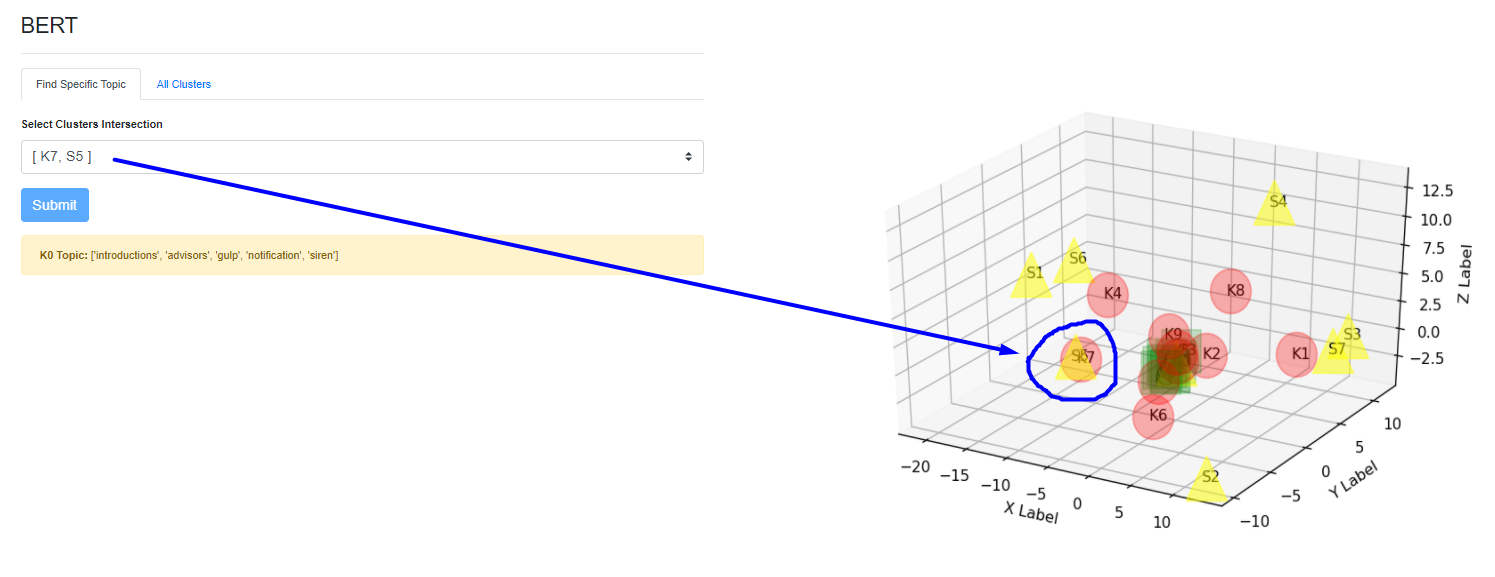 BERT
Find Specific Topic
All Clusters
Select Clusters Intersection
[ K7, S5 ]
Submit
K0 Topic: ['introductions', 'advisors', 'gulp', 'notification', 'siren']
S4
S6
S1
K4
K8
K9
K2
K1
S3
S7
K7
K6
S2
12.5
10.0
7.5
5.0
2.5
0.0
−2.5
Z Label
−20
−15
−10
−5
0
5
10
X Label
10
5
0
−5
−10
Y Label